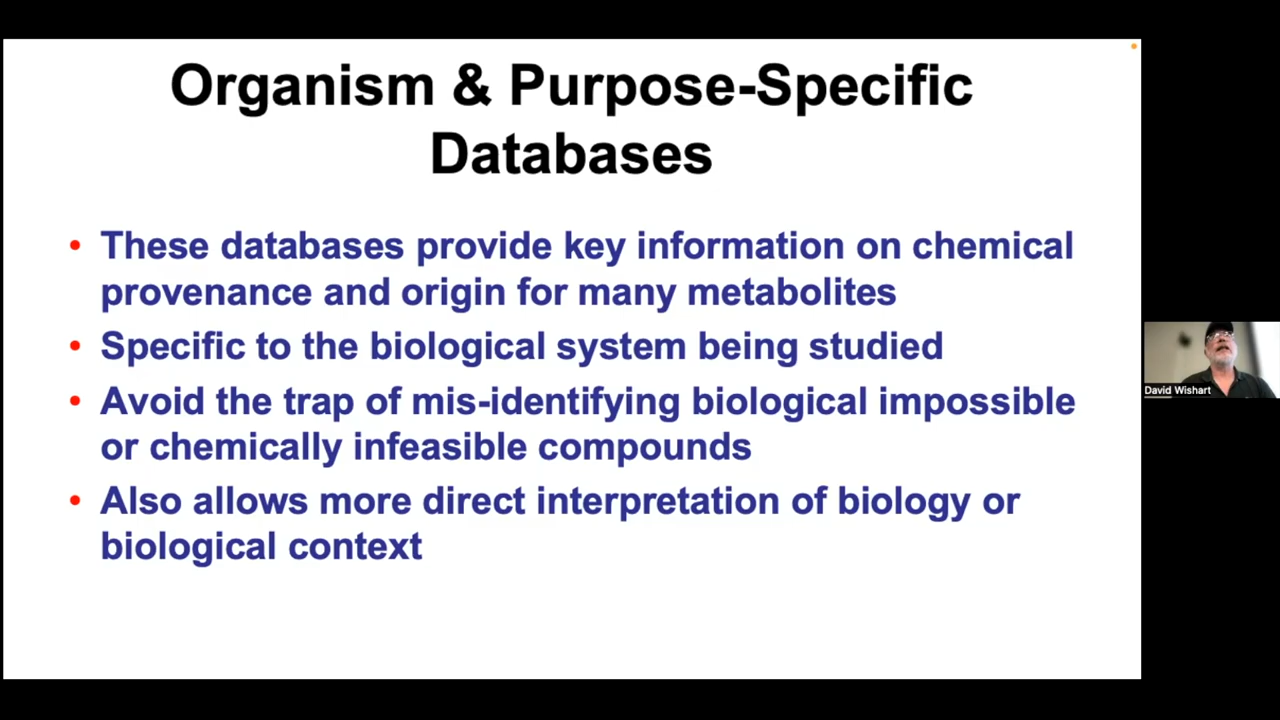 Organism & Purpose-Specific
Databases
• These databases provide key information on chemical
provenance and origin for many metabolites
• Specific to the biological system being studied
• Avoid the trap of mis-identifying biological impossible
or chemically infeasible compounds
• Also allows more direct interpretation of biology or
biological context
David Wishart